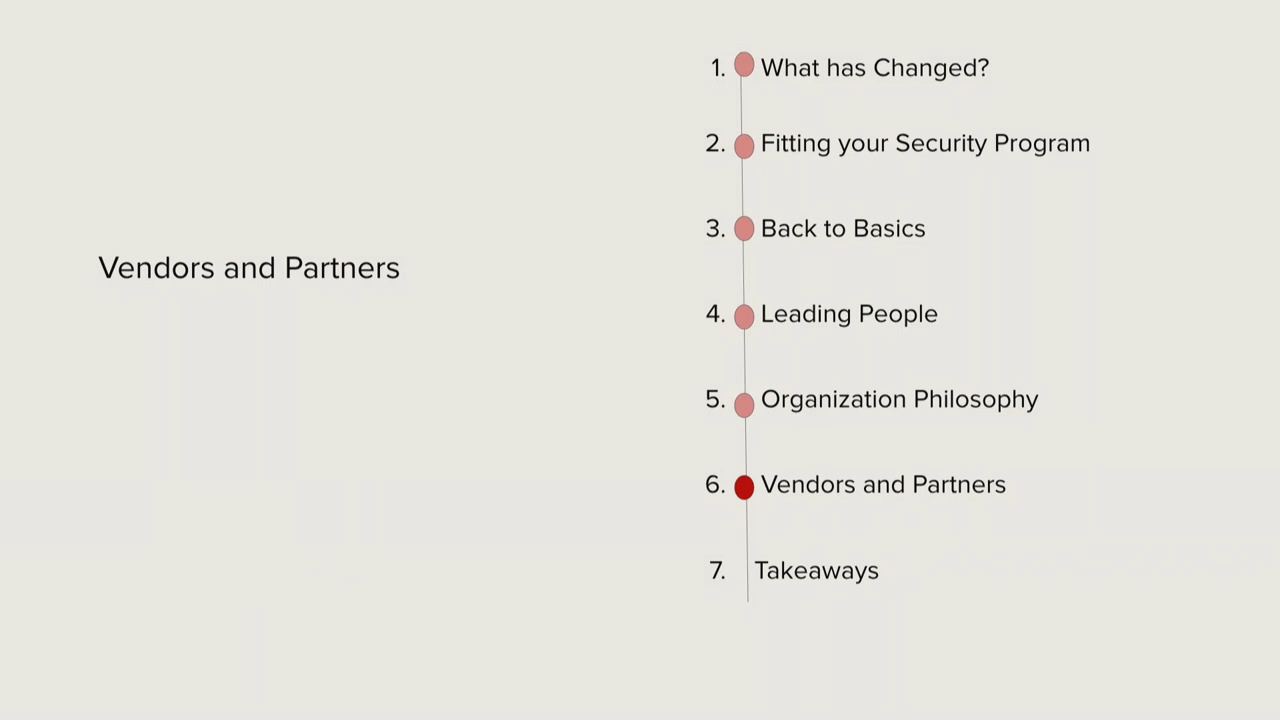 Vendors and Partners
1. What has Changed?
2. Fitting your Security Program
3. Back to Basics
4. Leading People
5. Organization Philosophy
6. Vendors and Partners
7. Takeaways